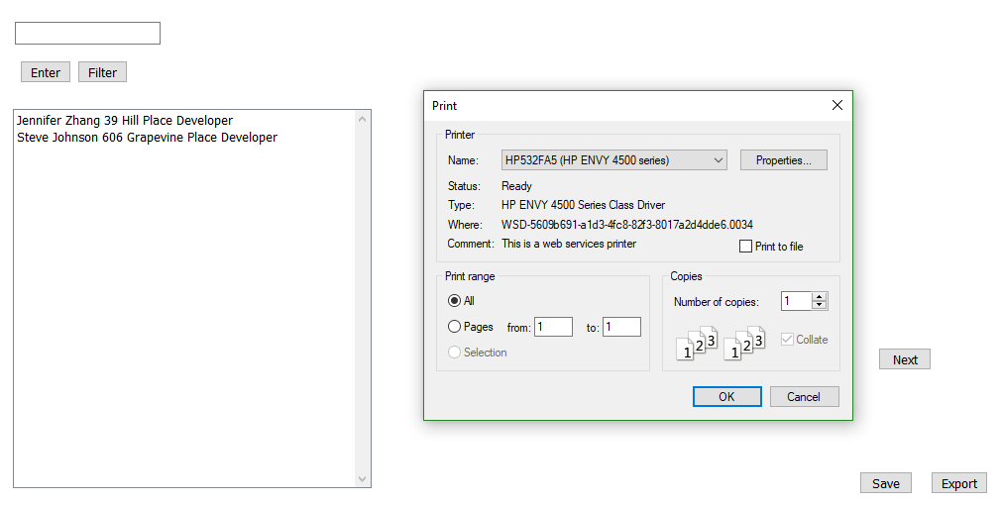 Enter Filter
Jennifer Zhang 39 Hill Place Developer
Steve Johnson 606 Grapevine Place Developer
Print
Printer
Name: HP532FA5 (HP ENVY 4500 series) Properties...
Status: Ready
Type: HP ENVY 4500 Series Class Driver
Where: WSD-5609b691-a1d3-4fc8-82f3-8017a2d4dde6.0034
Comment: This is a web services printer
Print to file
Print range
All
Pages from: 1 to: 1
Selection
Copies
Number of copies: 1
1 2 3 1 2 3 Collate
OK Cancel
Next
Save Export